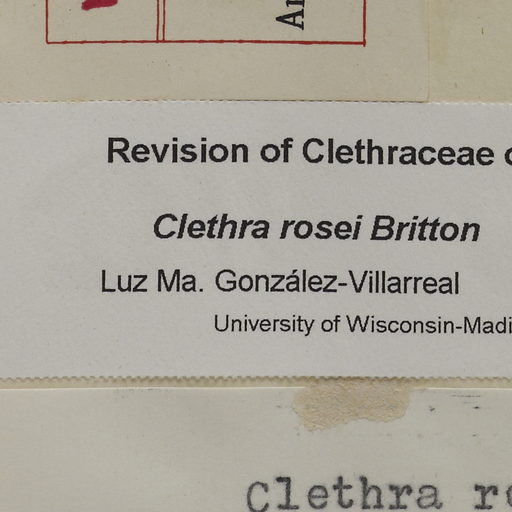 Revision of Clethraceae
Clethra rosei Britton
Luz Ma. González-Villarreal
University of Wisconsin-Madi
Clethra